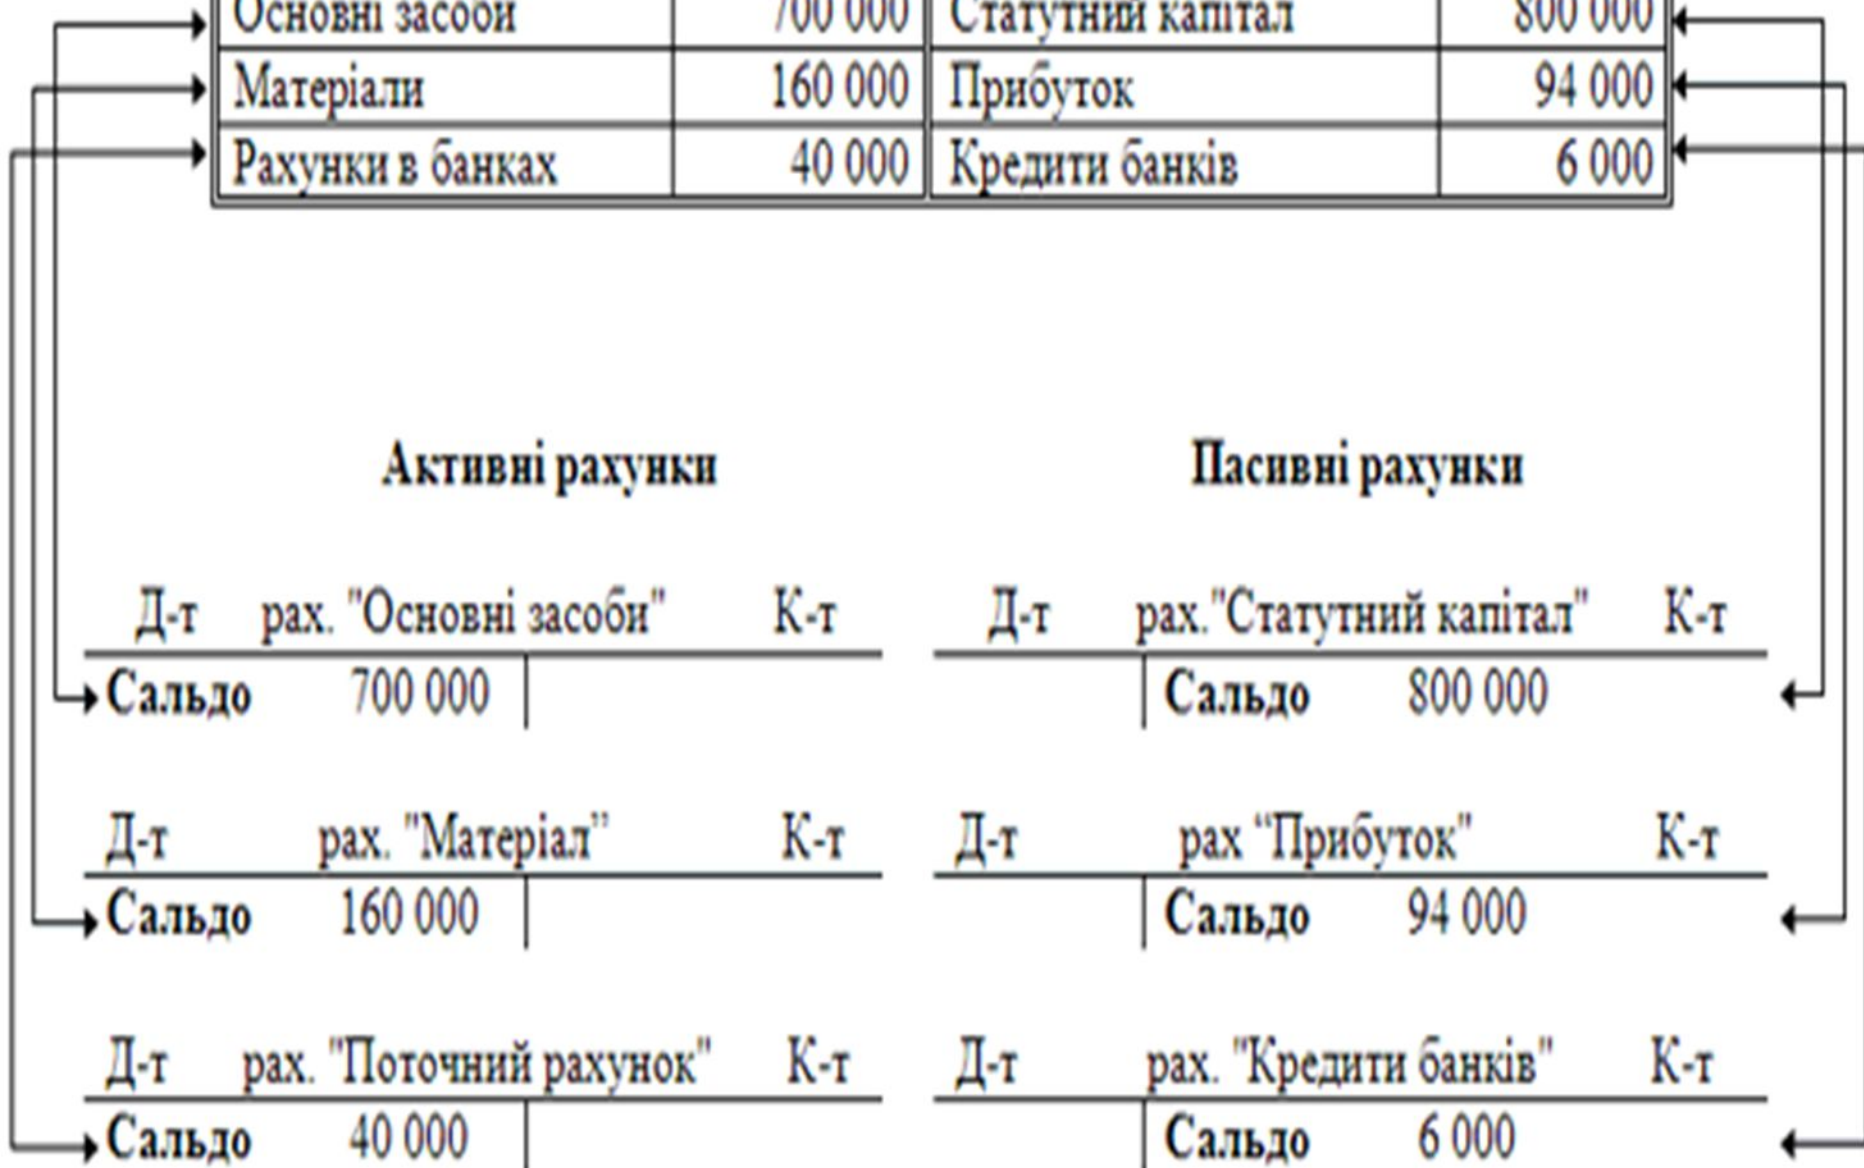 Основні засоби 700 000 Статутний капітал 800 000
Матеріали 160 000 Прибуток 94 000
Рахунки в банках 40 000 Кредити банків 6 000
Активні рахунки Пасивні рахунки
Д-т рах. "Основні засоби" К-т Д-т рах."Статутний капітал" К-т
Сальдо 700 000 Сальдо 800 000
Д-т рах. "Матеріал” К-т Д-т рах “Прибуток" К-т
Сальдо 160 000 Сальдо 94 000
Д-т рах. "Поточний рахунок" К-т Д-т рах. "Кредити банків" К-т
Сальдо 40 000 Сальдо 6 000